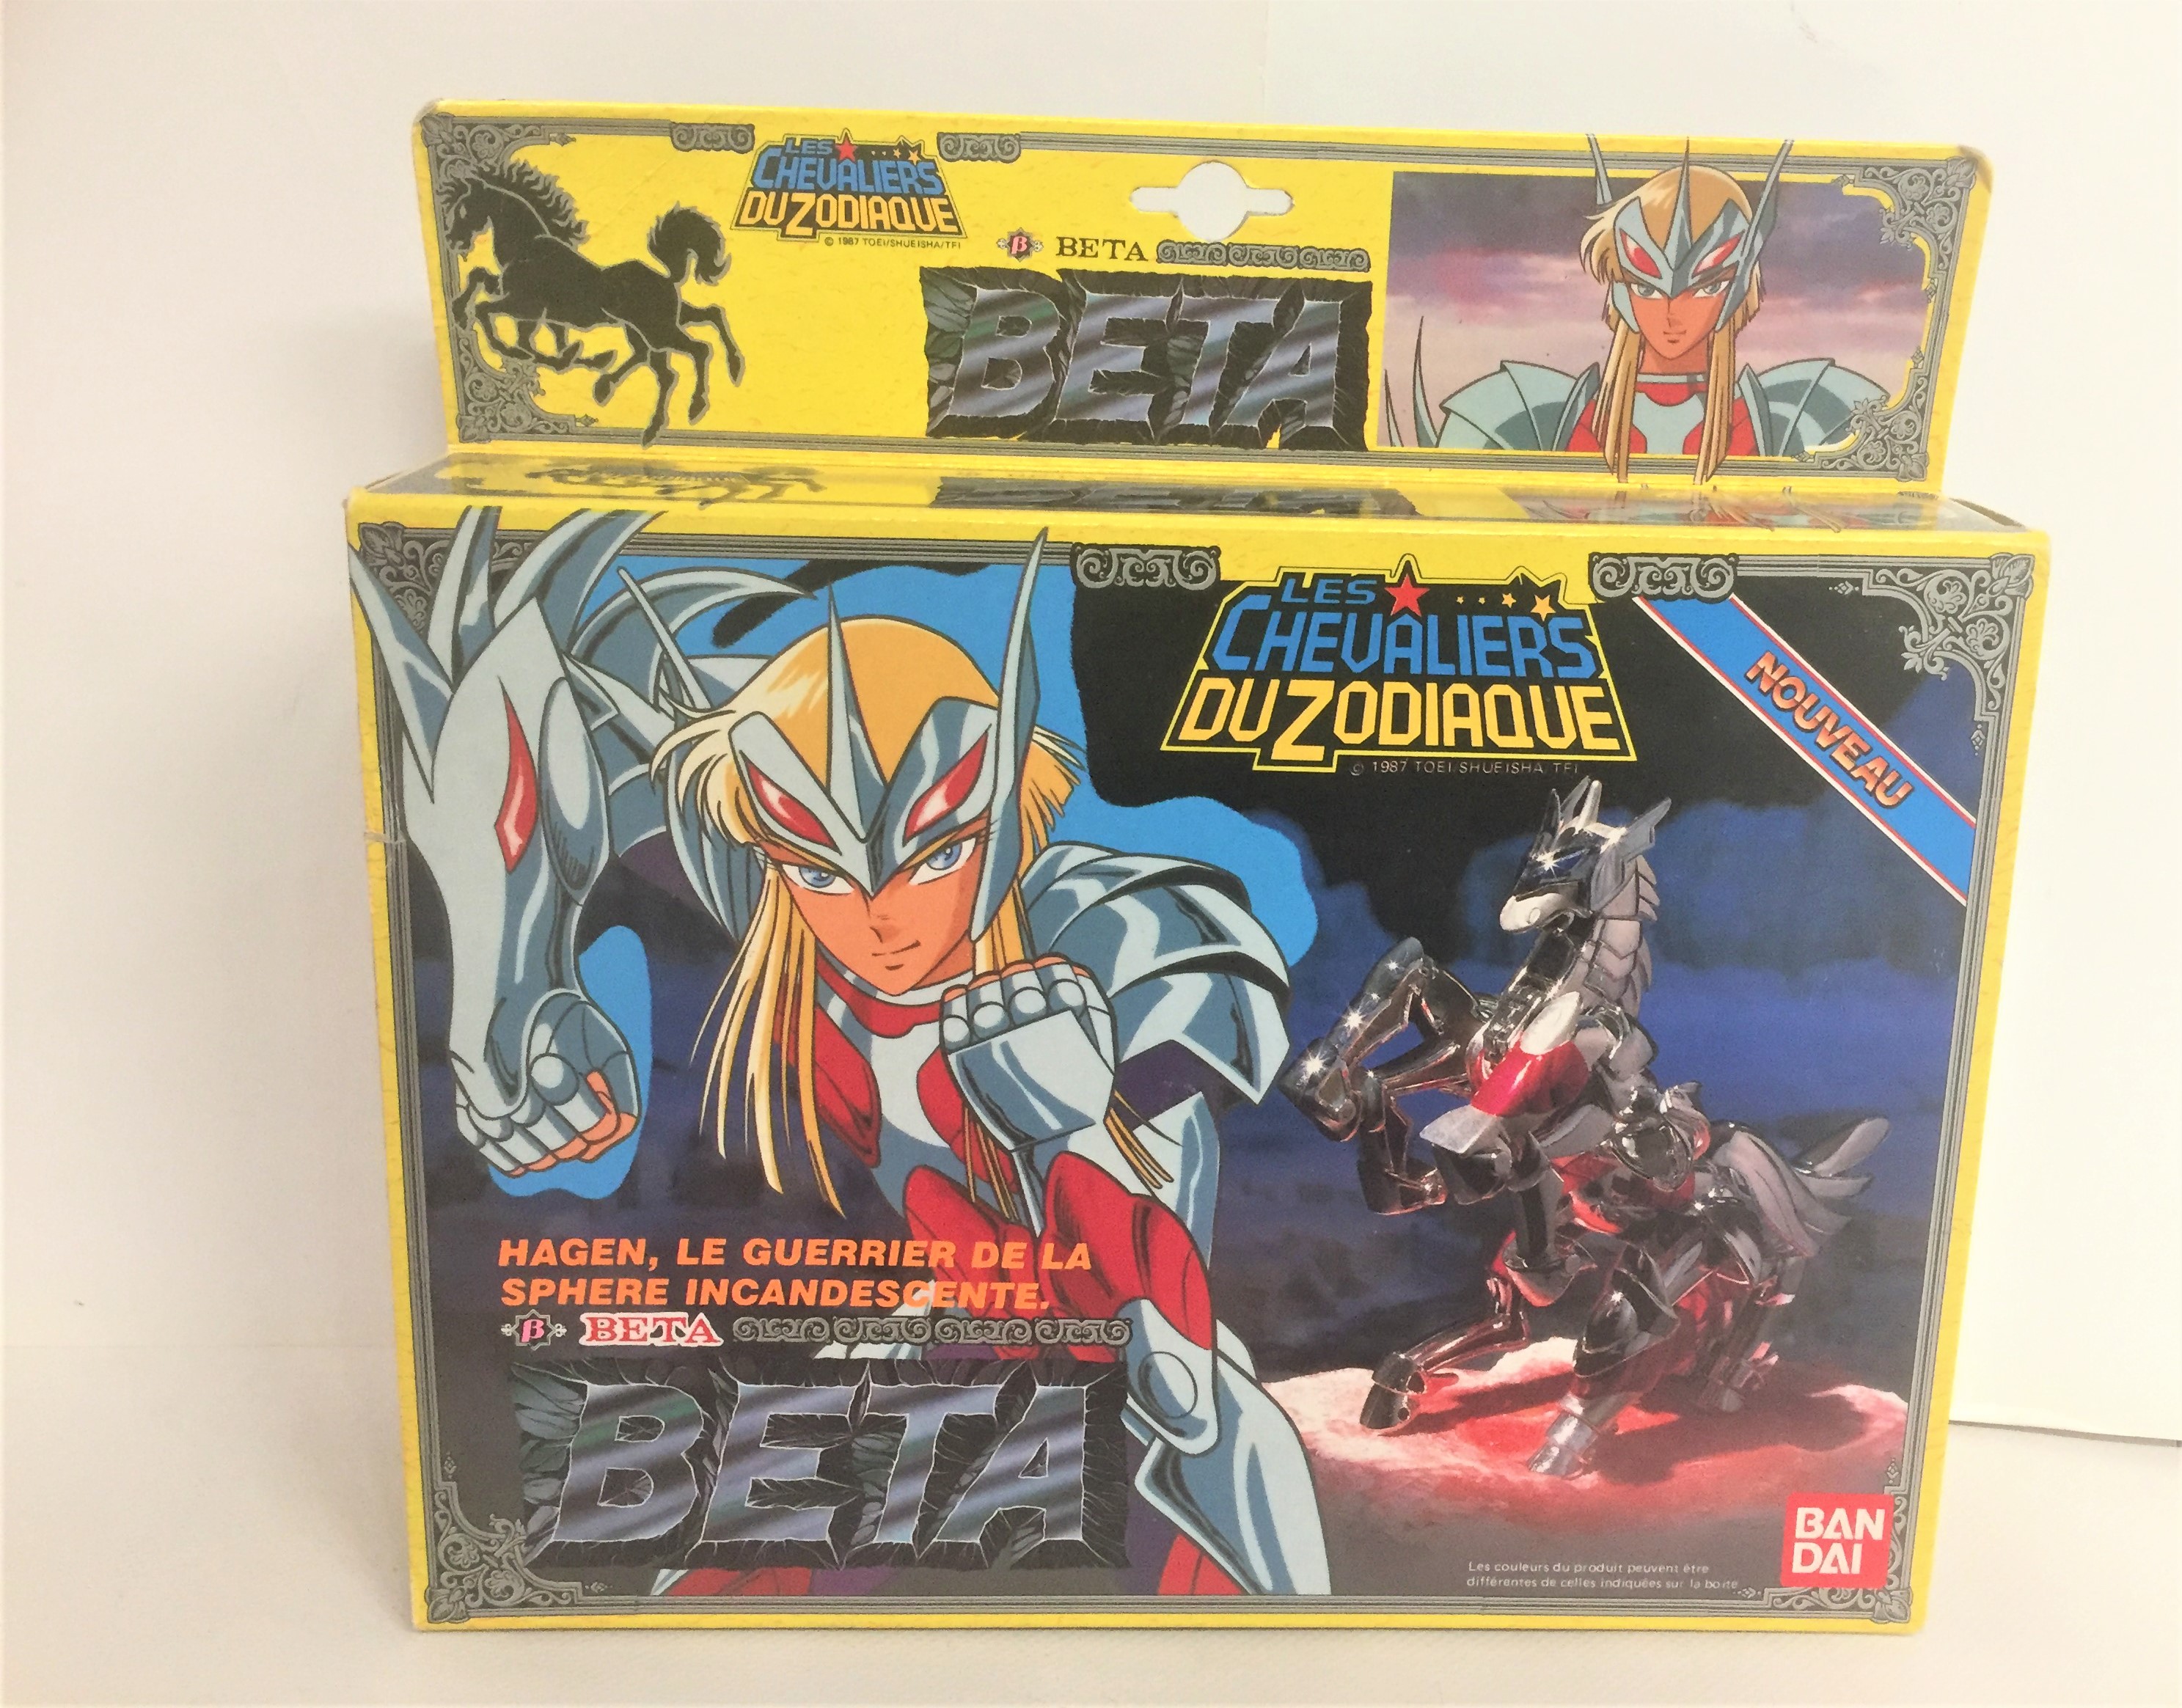 LES
CHEVALIERS
DU ZODIAQUE
© 1987 TOEI/SHUEISHA/TF1
β BETA
BETA
LES
CHEVALIERS
DU ZODIAQUE
© 1987 TOEI/SHUEISHA/TF1
NOUVEAU
HAGEN, LE GUERRIER DE LA
SPHERE INCANDESCENTE.
β BETA
BETA
BAN
DAI
Les couleurs du produit peuvent être
différentes de celles indiquées sur la boite